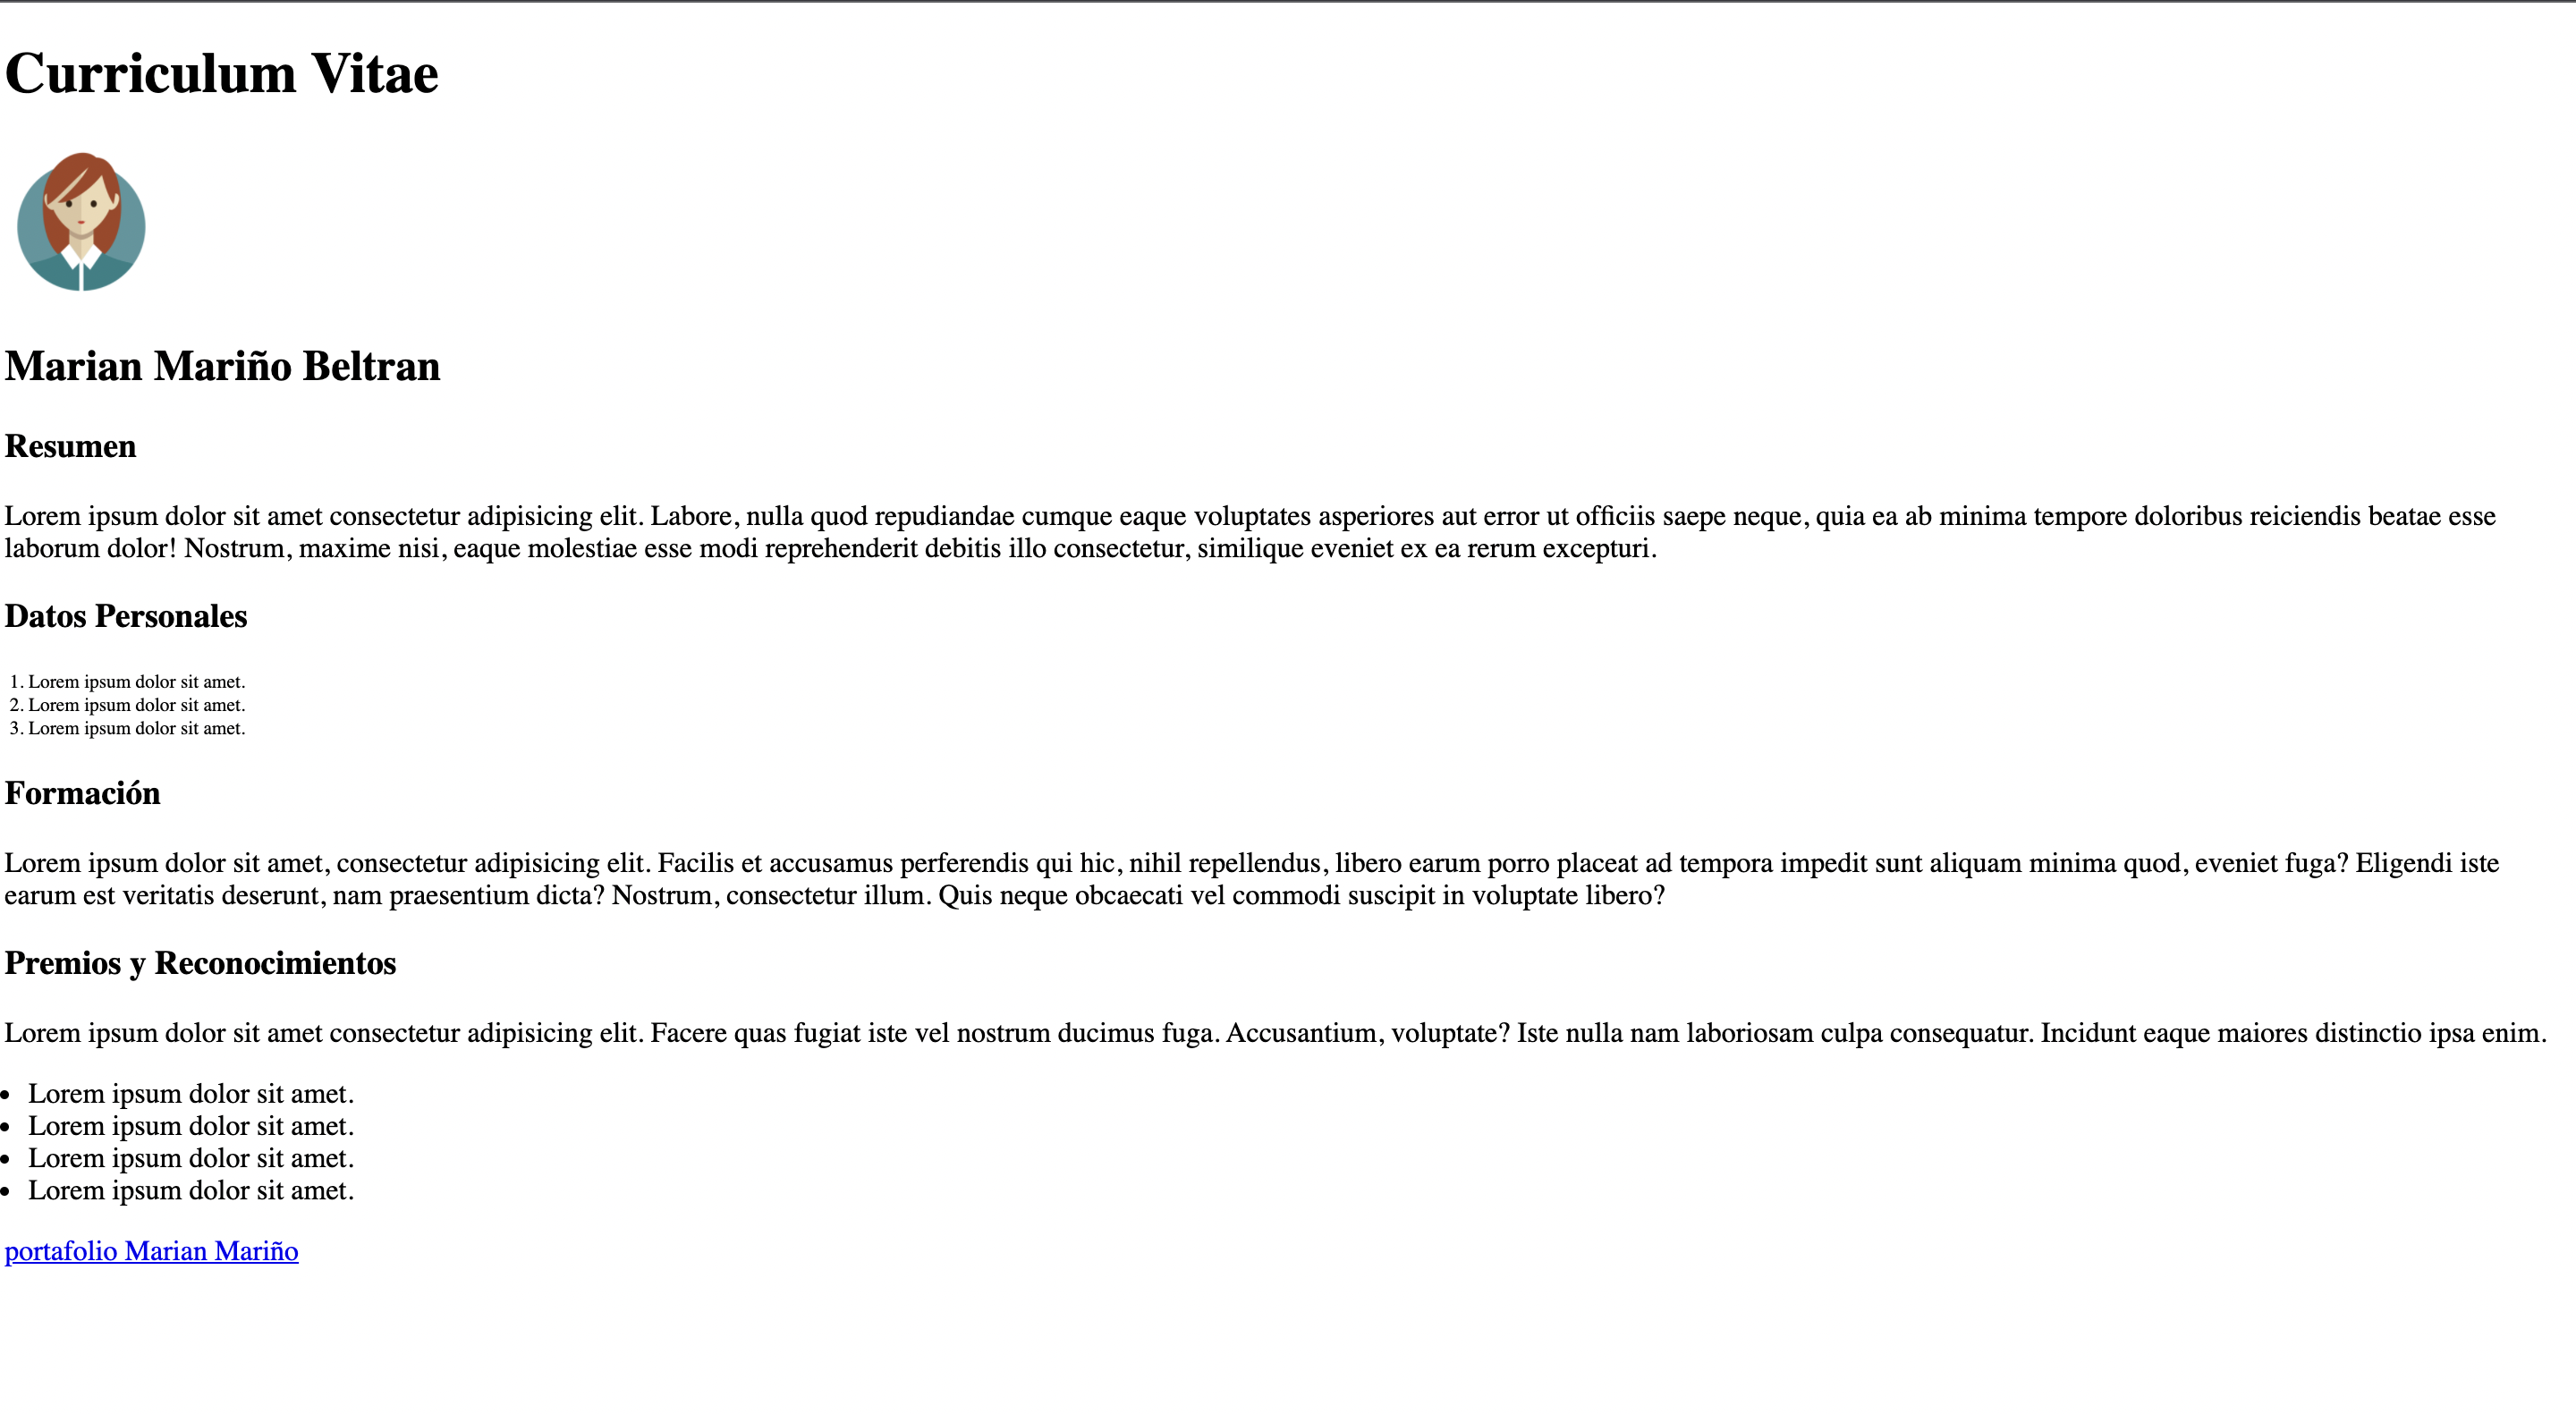 Curriculum Vitae
Marian Mariño Beltran
Resumen
Lorem ipsum dolor sit amet consectetur adipisicing elit. Labore, nulla quod repudiandae cumque eaque voluptates asperiores aut error ut officiis saepe neque, quia ea ab minima tempore doloribus reiciendis beatae esse
laborum dolor! Nostrum, maxime nisi, eaque molestiae esse modi reprehenderit debitis illo consectetur, similique eveniet ex ea rerum excepturi.
Datos Personales
1. Lorem ipsum dolor sit amet.
2. Lorem ipsum dolor sit amet.
3. Lorem ipsum dolor sit amet.
Formación
Lorem ipsum dolor sit amet, consectetur adipisicing elit. Facilis et accusamus perferendis qui hic, nihil repellendus, libero earum porro placeat ad tempora impedit sunt aliquam minima quod, eveniet fuga? Eligendi iste
earum est veritatis deserunt, nam praesentium dicta? Nostrum, consectetur illum. Quis neque obcaecati vel commodi suscipit in voluptate libero?
Premios y Reconocimientos
Lorem ipsum dolor sit amet consectetur adipisicing elit. Facere quas fugiat iste vel nostrum ducimus fuga. Accusantium, voluptate? Iste nulla nam laboriosam culpa consequatur. Incidunt eaque maiores distinctio ipsa enim.
• Lorem ipsum dolor sit amet.
• Lorem ipsum dolor sit amet.
• Lorem ipsum dolor sit amet.
• Lorem ipsum dolor sit amet.
portafolio Marian Mariño